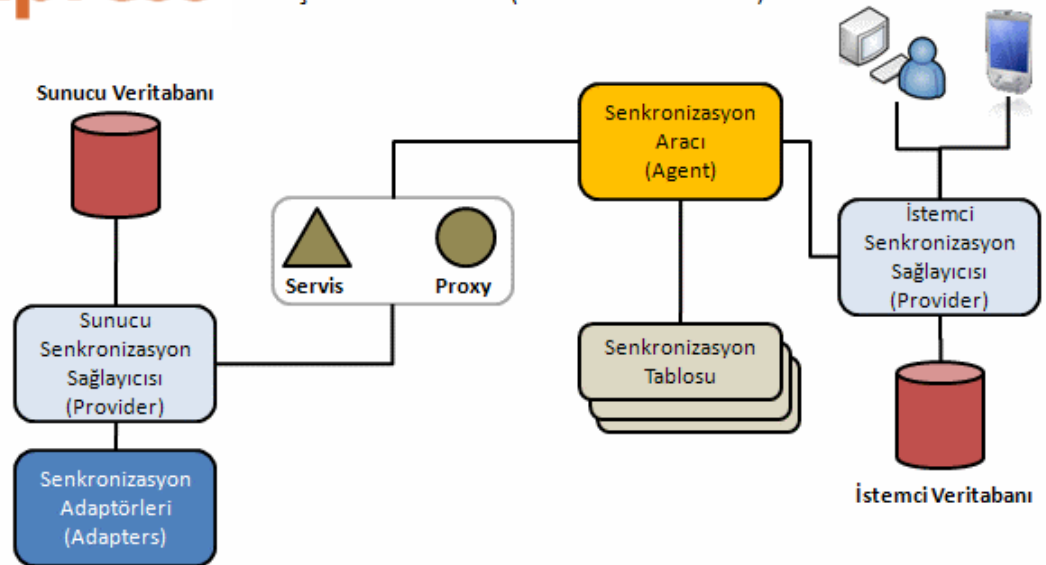 Sunucu Veritabanı
Senkronizasyon
Aracı
(Agent)
İstemci
Senkronizasyon
Sağlayıcısı
(Provider)
Servis
Proxy
Sunucu
Senkronizasyon
Sağlayıcısı
(Provider)
Senkronizasyon
Tablosu
Senkronizasyon
Adaptörleri
(Adapters)
İstemci Veritabanı